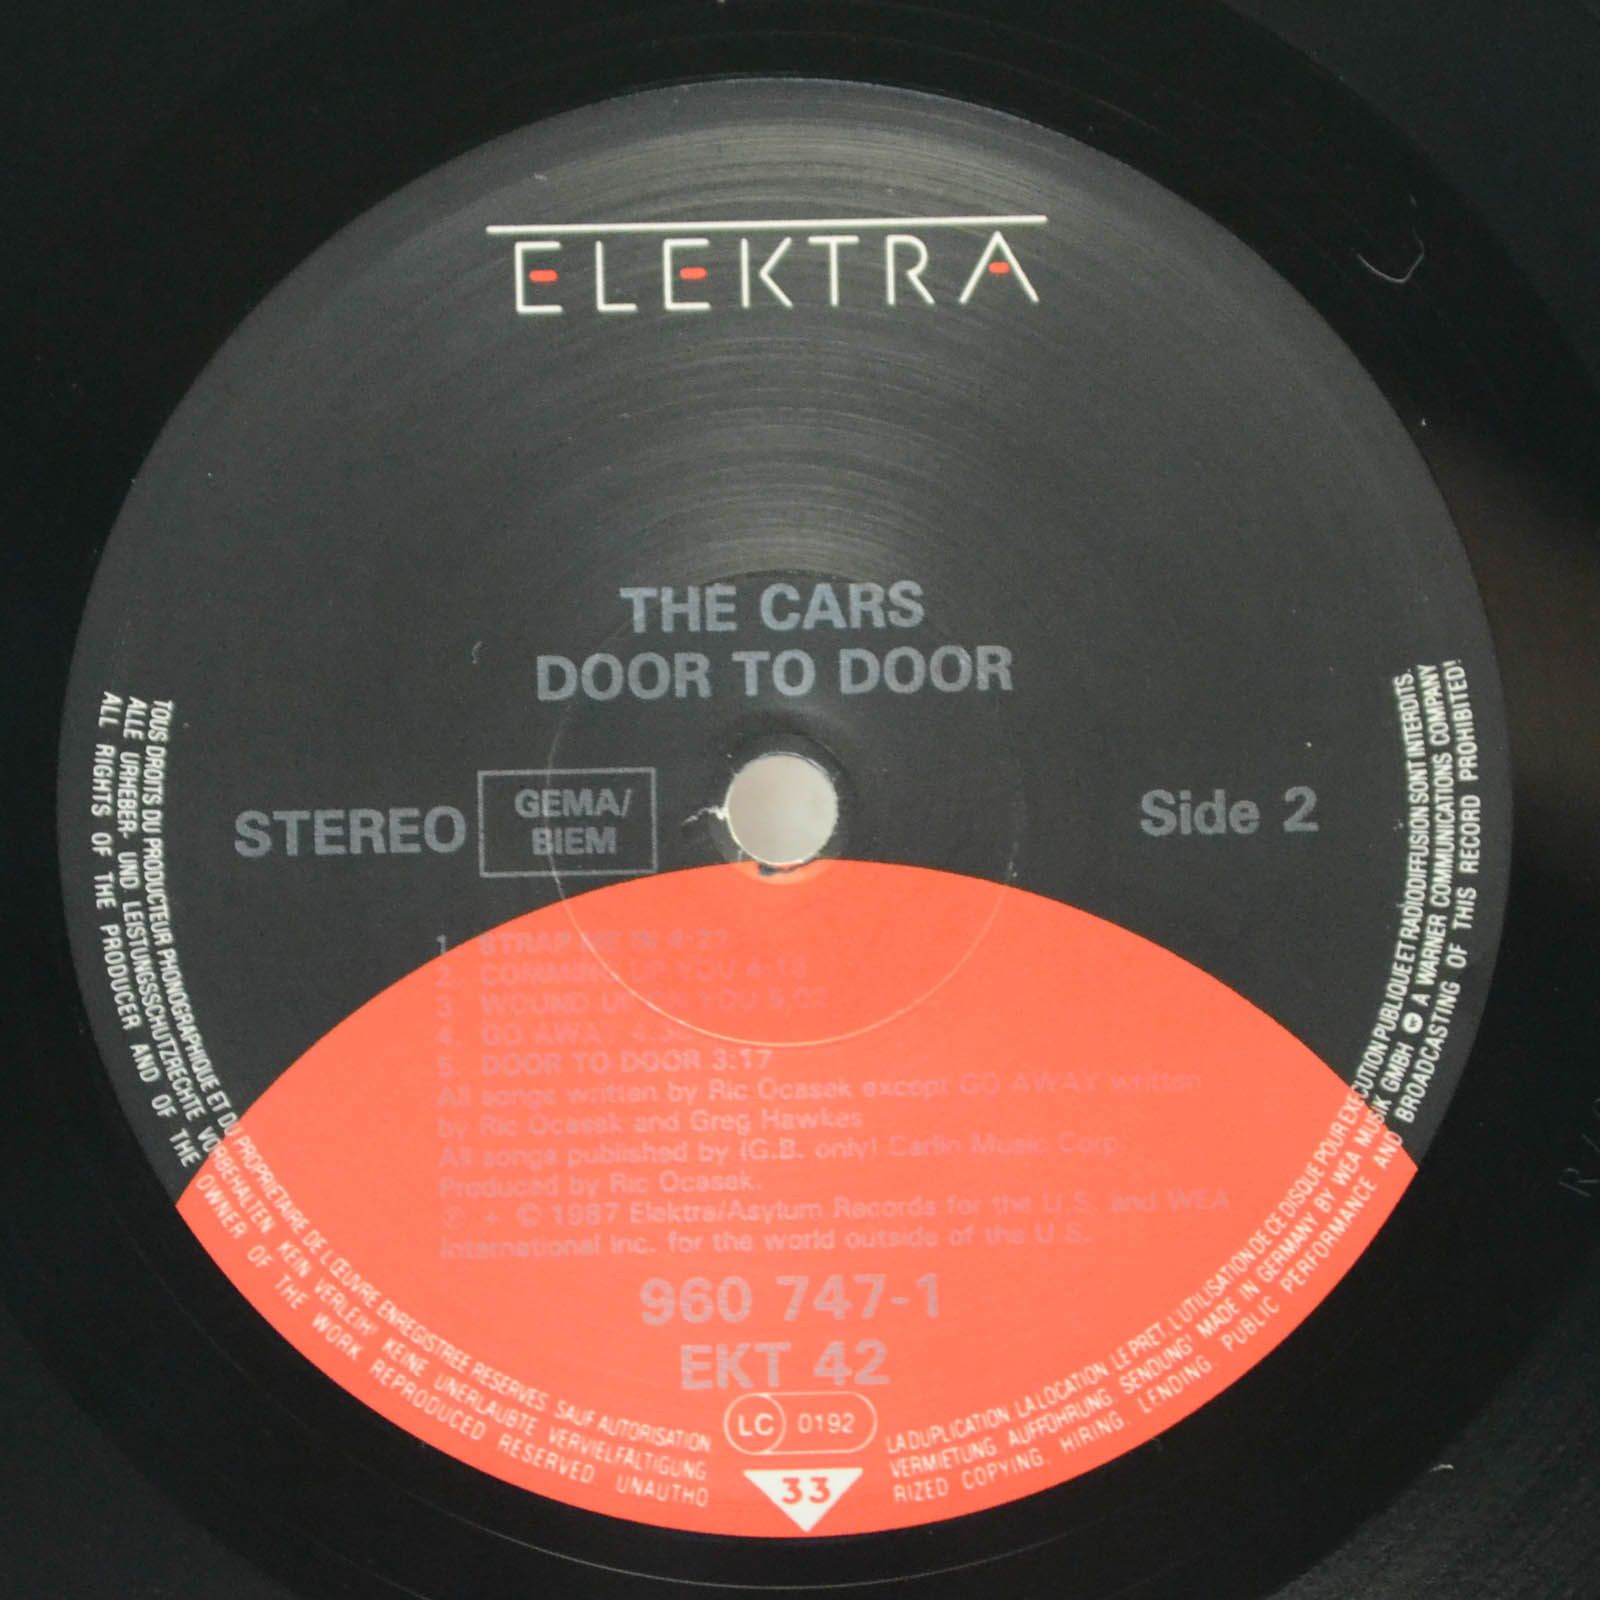 ELEKTRA
THE CARS
DOOR TO DOOR
STEREO
GEMA/
BIEM
Side 2
1. STRAP ME IN 4:27
2. COMMING UP YOU 4:18
3. WOUND UP ON YOU 5:02
4. GO AWAY 4:38
5. DOOR TO DOOR 3:17
All songs written by Ric Ocasek except GO AWAY written
by Ric Ocasek and Greg Hawkes
All songs published by (G.B. only) Carlin Music Corp.
Produced by Ric Ocasek.
℗ + © 1987 Elektra/Asylum Records for the U.S. and WEA
International Inc. for the world outside of the U.S.
960 747-1
EKT 42
LC 0192
33
TOUS DROITS DU PRODUCTEUR PHONOGRAPHIQUE ET DU PROPRIETAIRE DE L'ŒUVRE ENREGISTREE RESERVES. SAUF AUTORISATION LA DUPLICATION, LA LOCATION, LE PRET, L'UTILISATION DE CE DISQUE POUR EXECUTION PUBLIQUE ET RADIODIFFUSION SONT INTERDITS.
ALLE URHEBER- UND LEISTUNGSSCHUTZRECHTE VORBEHALTEN. KEIN VERLEIH! KEINE UNERLAUBTE VERVIELFÄLTIGUNG, VERMIETUNG, AUFFÜHRUNG, SENDUNG! MADE IN GERMANY BY WEA MUSIK GMBH W A WARNER COMMUNICATIONS COMPANY
ALL RIGHTS OF THE PRODUCER AND OF THE OWNER OF THE WORK REPRODUCED RESERVED. UNAUTHORIZED COPYING, HIRING, LENDING, PUBLIC PERFORMANCE AND BROADCASTING OF THIS RECORD PROHIBITED!